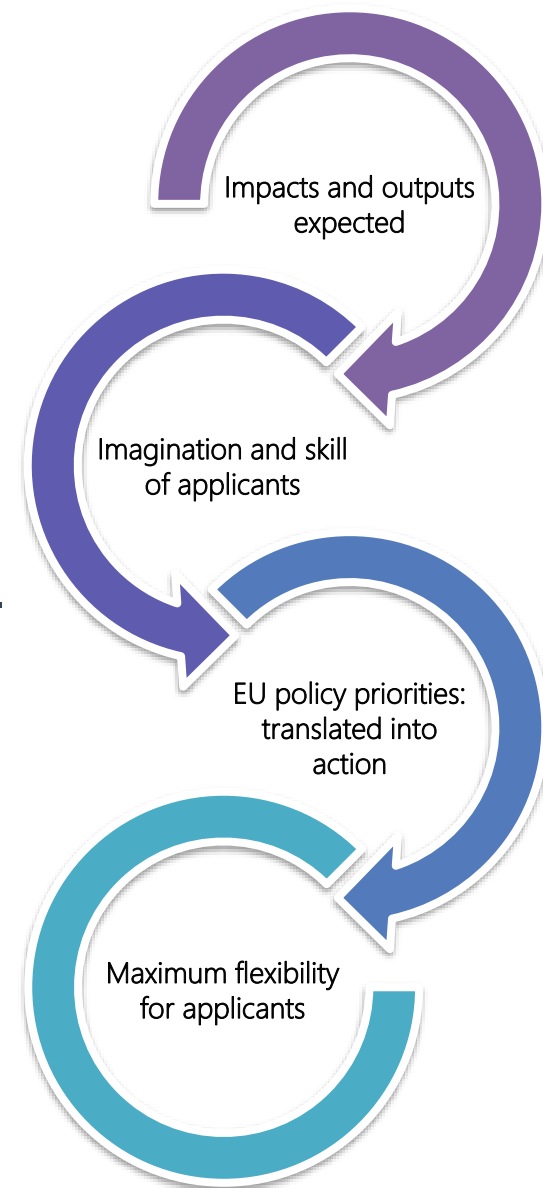 Impacts and outputs
expected
Imagination and skill
of applicants
EU policy priorities:
translated into
action
Maximum flexibility
for applicants